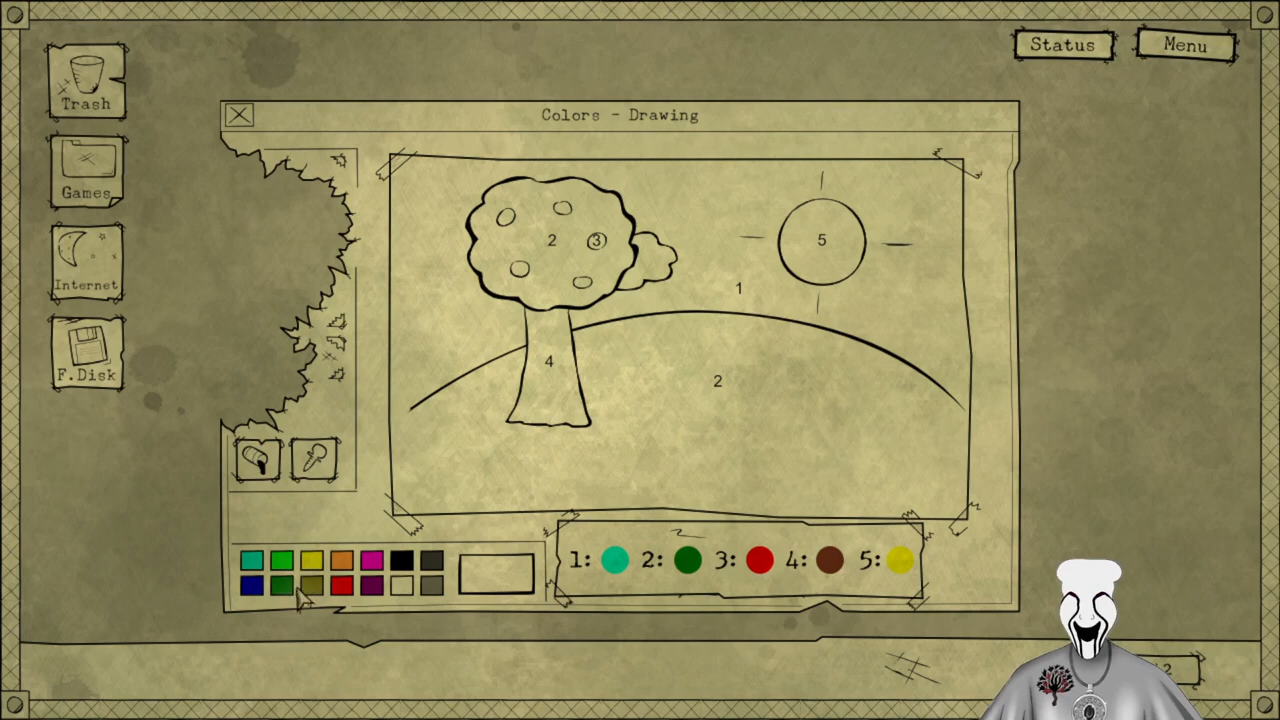 Status
Menu
Trash
Games
Internet
F.Disk
Colors - Drawing
2
3
5
1
4
2
1: 2: 3: 4: 5:
2